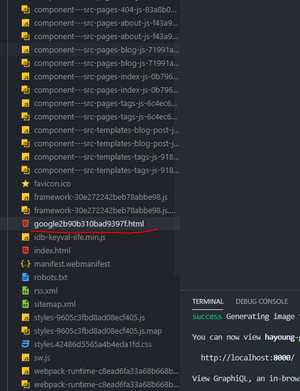 component---src-pages-404-js-83a8b0...
component---src-pages-about-js-f43a9...
component---src-pages-about-js-f43a9...
component---src-pages-blog-js-71991a...
component---src-pages-blog-js-71991a...
component---src-pages-index-js-0b796...
component---src-pages-index-js-0b796...
component---src-pages-tags-js-6c4ec6...
component---src-pages-tags-js-6c4ec6...
component---src-templates-blog-post-j...
component---src-templates-blog-post-j...
component---src-templates-tags-js-918...
component---src-templates-tags-js-918...
favicon.ico
framework-30e272242beb78abbe98.js
framework-30e272242beb78abbe98.js....
google2b90b310bad9397f.html
idb-keyval-iife.min.js
index.html
manifest.webmanifest
robots.txt
rss.xml
sitemap.xml
styles-9605c3fbd8ad08ecf405.js
styles-9605c3fbd8ad08ecf405.js.map
styles.42486d5565a4b4eda1fd.css
sw.js
webpack-runtime-c8ead6fa33a68b668b...
webpack-runtime-c8ead6fa33a68b668...
TERMINAL DEBUG CONSOLE
success Generating image t
You can now view hayoung-g
http://localhost:8000/
View GraphiQL, an in-brow